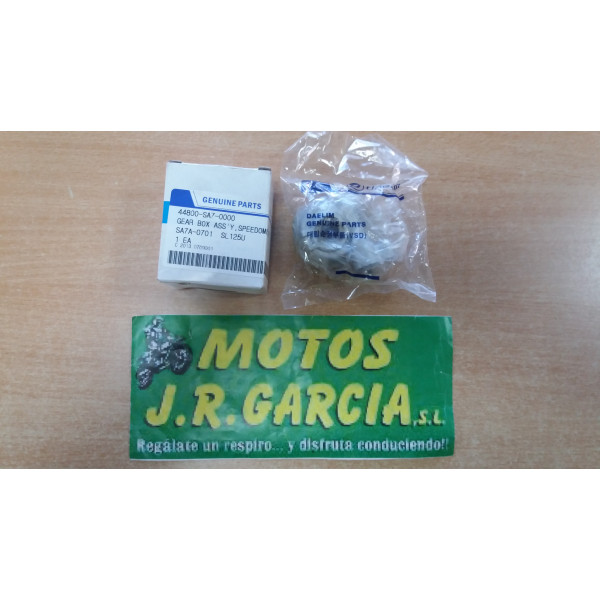 GENUINE PARTS
44800-SA7-0000
GEAR BOX ASS'Y,SPEEDOM
SA7A-0701 SL125U
1 EA
DAELIM
GENUINE PARTS
MOTOS
J.R.GARCIA,S.L.
Regálate un respiro... y disfruta conduciendo!!